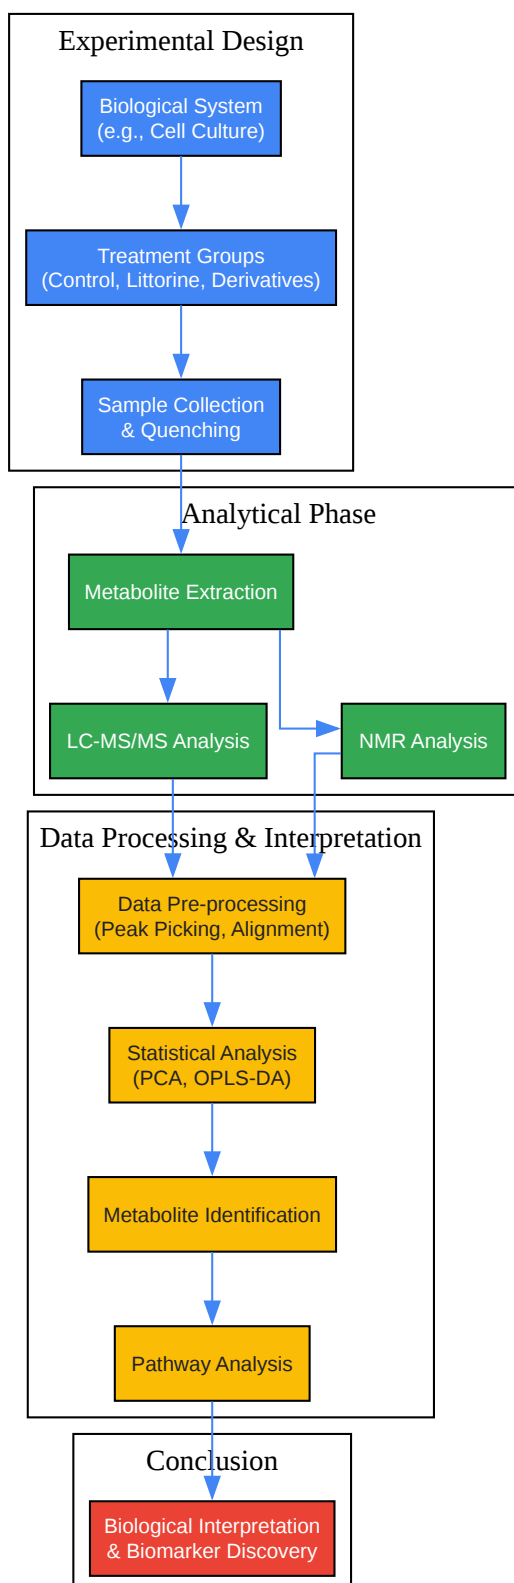 Experimental Design
Biological System
(e.g., Cell Culture)
Treatment Groups
(Control, Littorine, Derivatives)
Sample Collection
& Quenching
Analytical Phase
Metabolite Extraction
LC-MS/MS Analysis
NMR Analysis
Data Processing & Interpretation
Data Pre-processing
(Peak Picking, Alignment)
Statistical Analysis
(PCA, OPLS-DA)
Metabolite Identification
Pathway Analysis
Conclusion
Biological Interpretation
& Biomarker Discovery